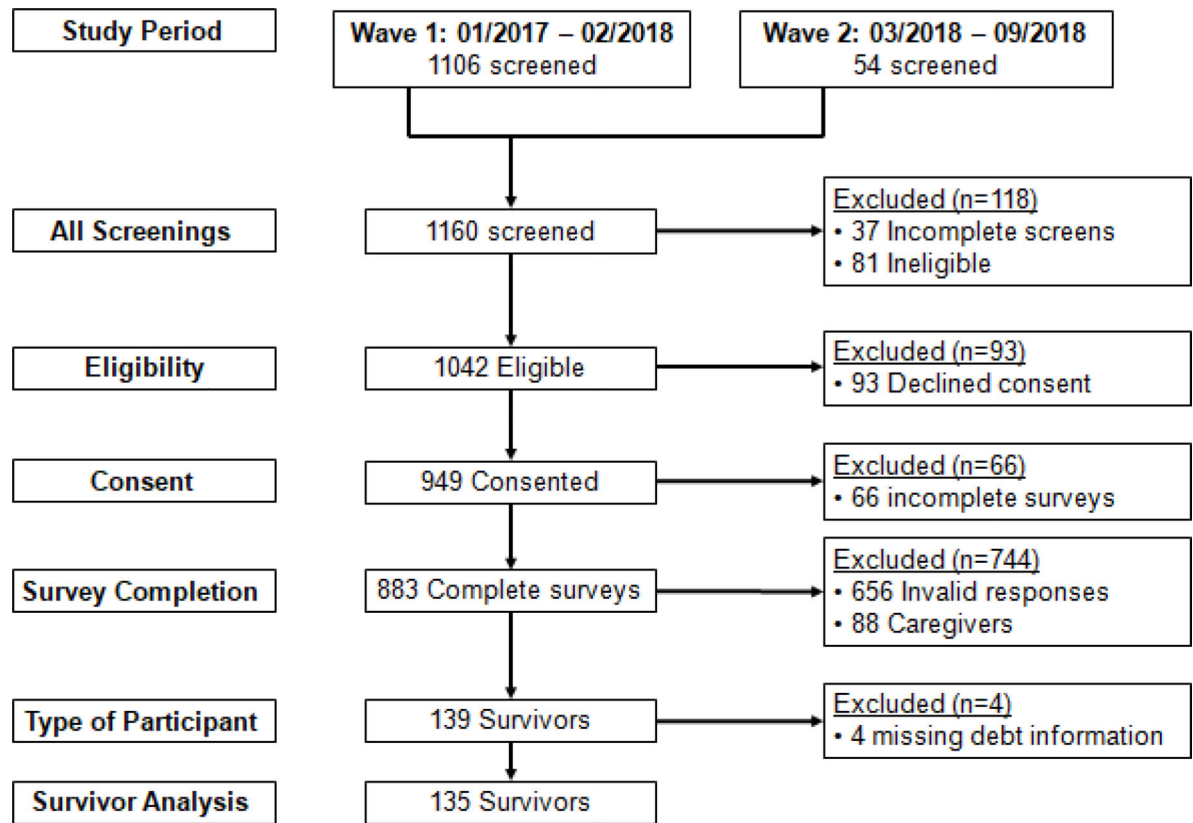 Study Period
Wave 1: 01/2017 – 02/2018
1106 screened
Wave 2: 03/2018 – 09/2018
54 screened
All Screenings
1160 screened
Excluded (n=118)
• 37 Incomplete screens
• 81 Ineligible
Eligibility
1042 Eligible
Excluded (n=93)
• 93 Declined consent
Consent
949 Consented
Excluded (n=66)
• 66 incomplete surveys
Survey Completion
883 Complete surveys
Excluded (n=744)
• 656 Invalid responses
• 88 Caregivers
Type of Participant
139 Survivors
Excluded (n=4)
• 4 missing debt information
Survivor Analysis
135 Survivors